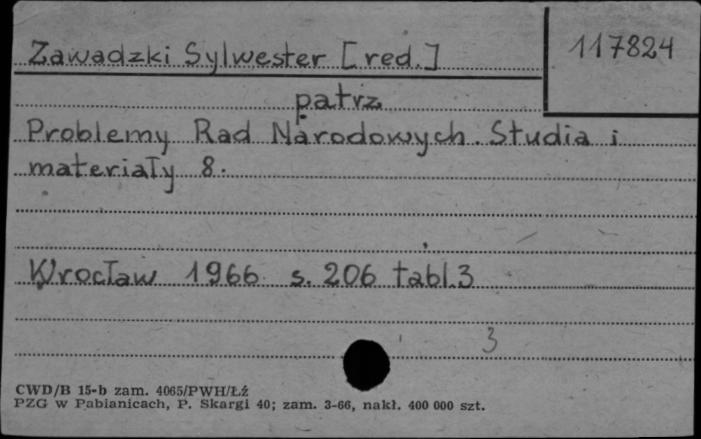 Zawadzki Sylwester [red.]
117824
patrz
Problemy Rad Narodowych. Studia i
materiały 8.
Wrocław 1966 s. 206 tabl. 3
3
CWD/B 15-b zam. 4065/PWH/Łź
PZG w Pabianicach, P. Skargi 40; zam. 3-66, nakł. 400 000 szt.